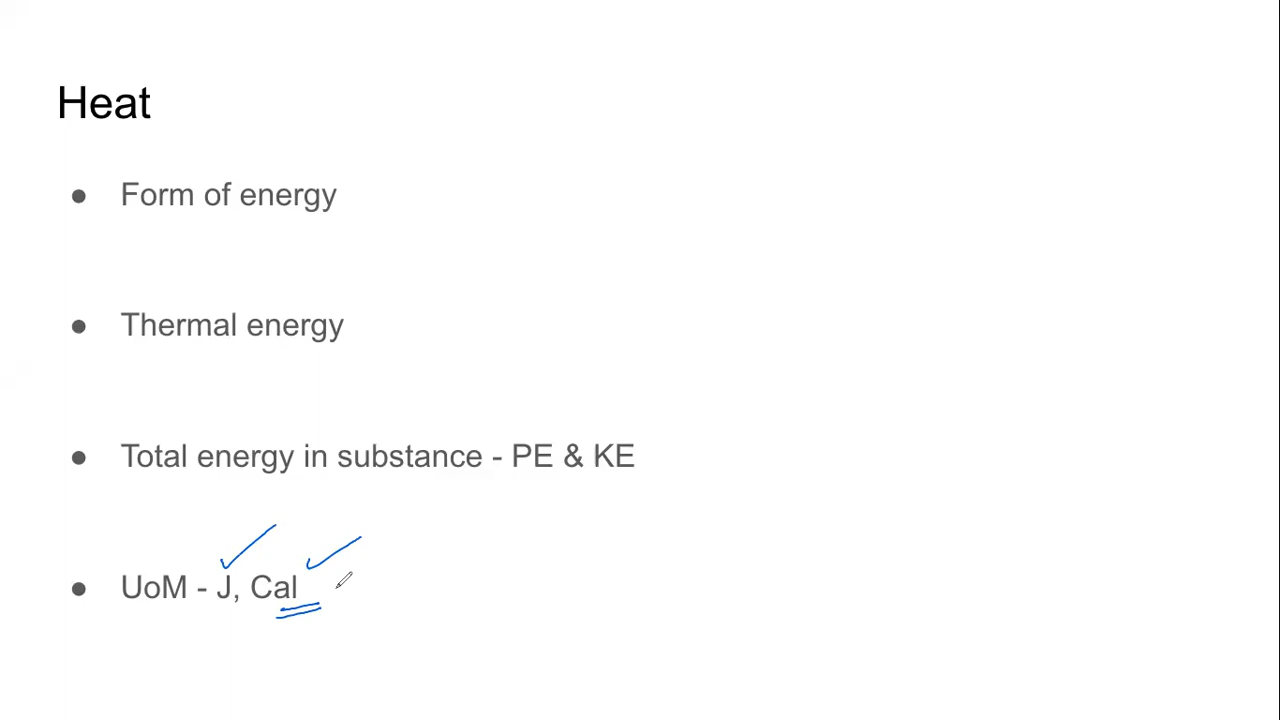 Heat
● Form of energy
● Thermal energy
● Total energy in substance - PE & KE
● UoM - J, Cal